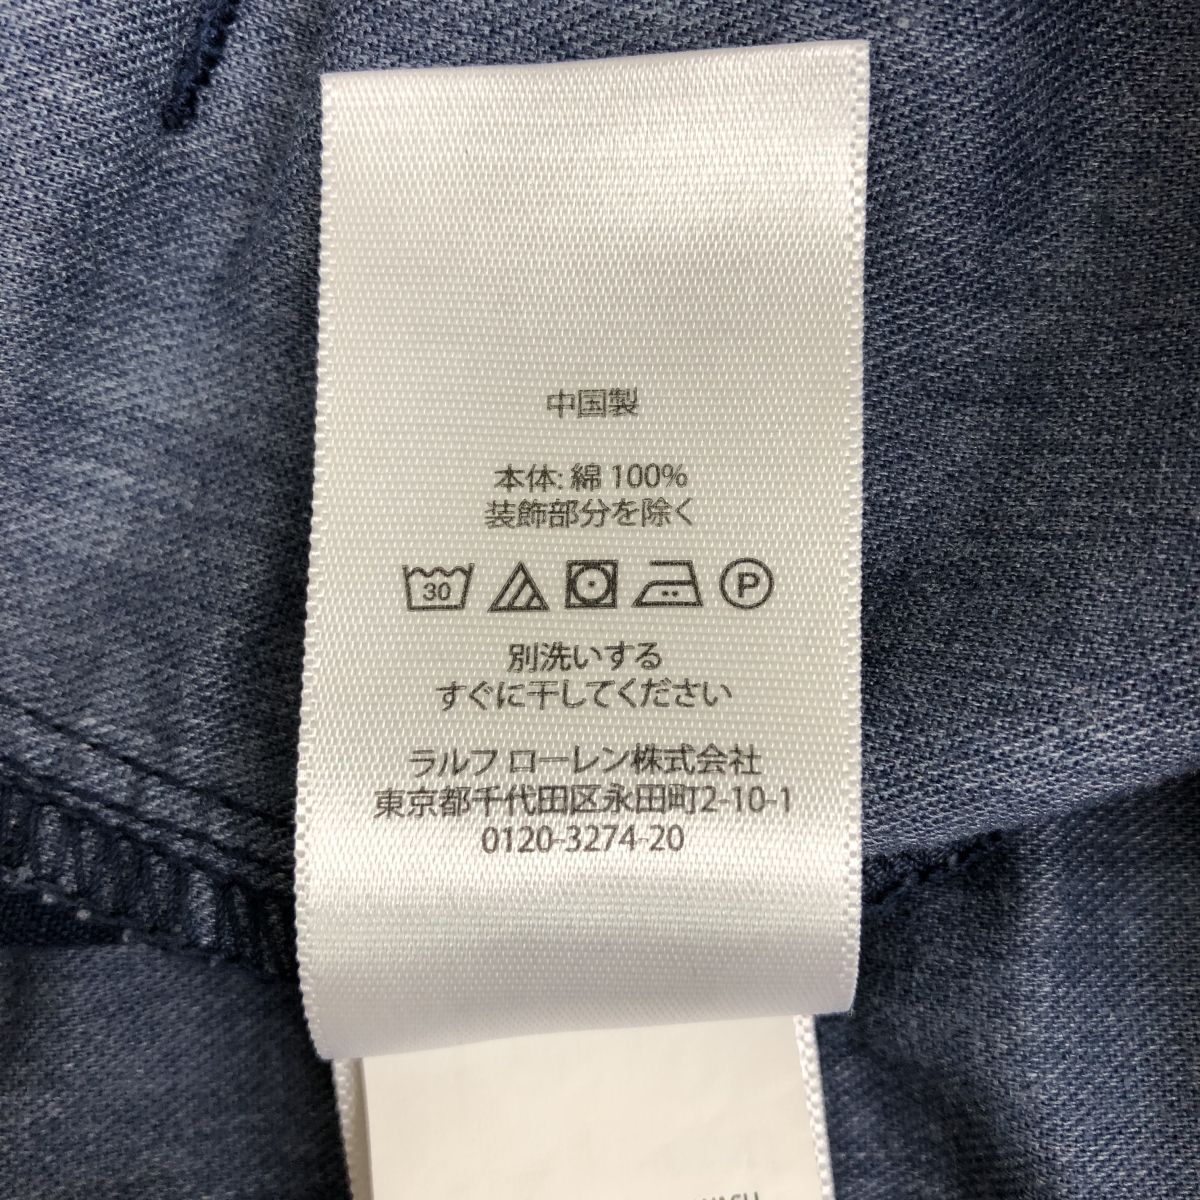 中国製
本体: 綿 100%
装飾部分を除く
30 P
別洗いする
すぐに干してください
ラルフ ローレン株式会社
東京都千代田区永田町2-10-1
0120-3274-20